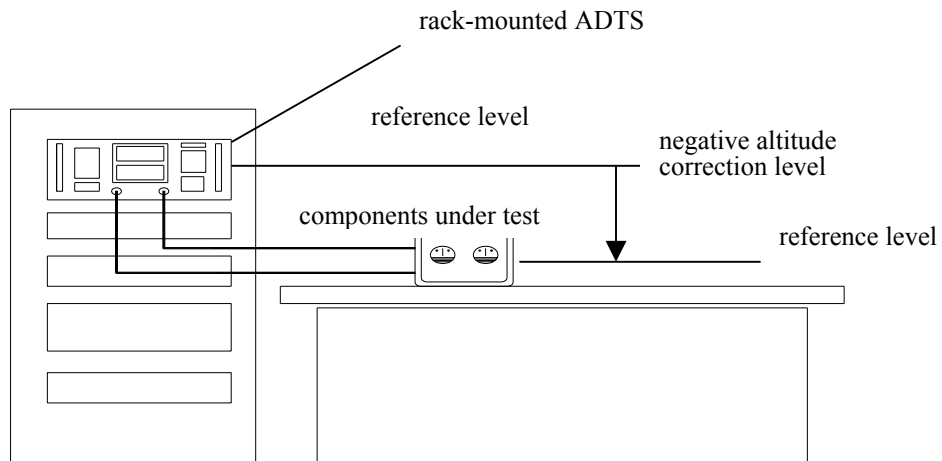 rack-mounted ADTS
reference level
negative altitude
correction level
components under test
reference level